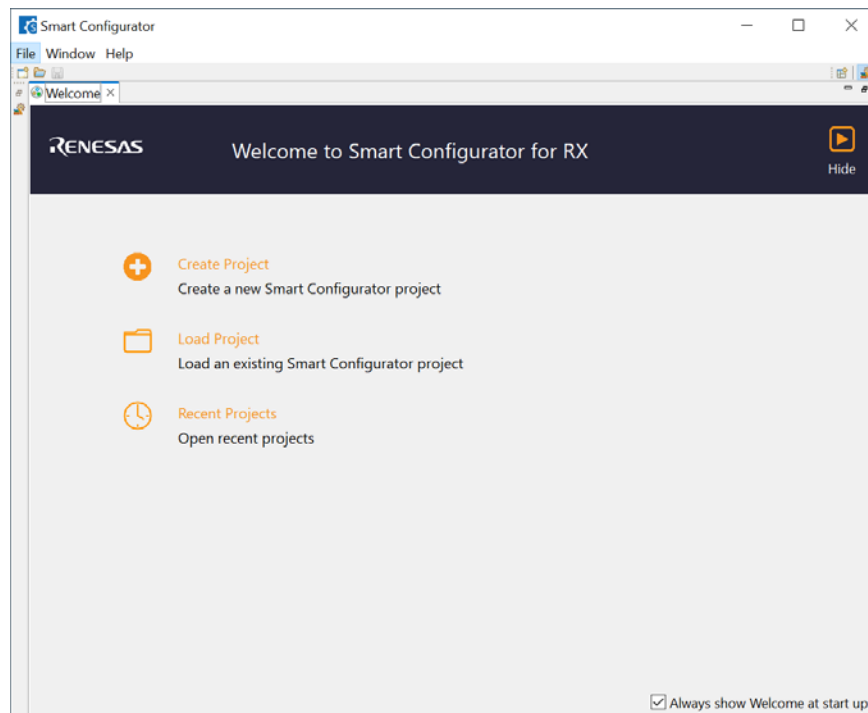 Smart Configurator
File Window Help
Welcome
RENESAS
Welcome to Smart Configurator for RX
Hide
Create Project
Create a new Smart Configurator project
Load Project
Load an existing Smart Configurator project
Recent Projects
Open recent projects
Always show Welcome at start up